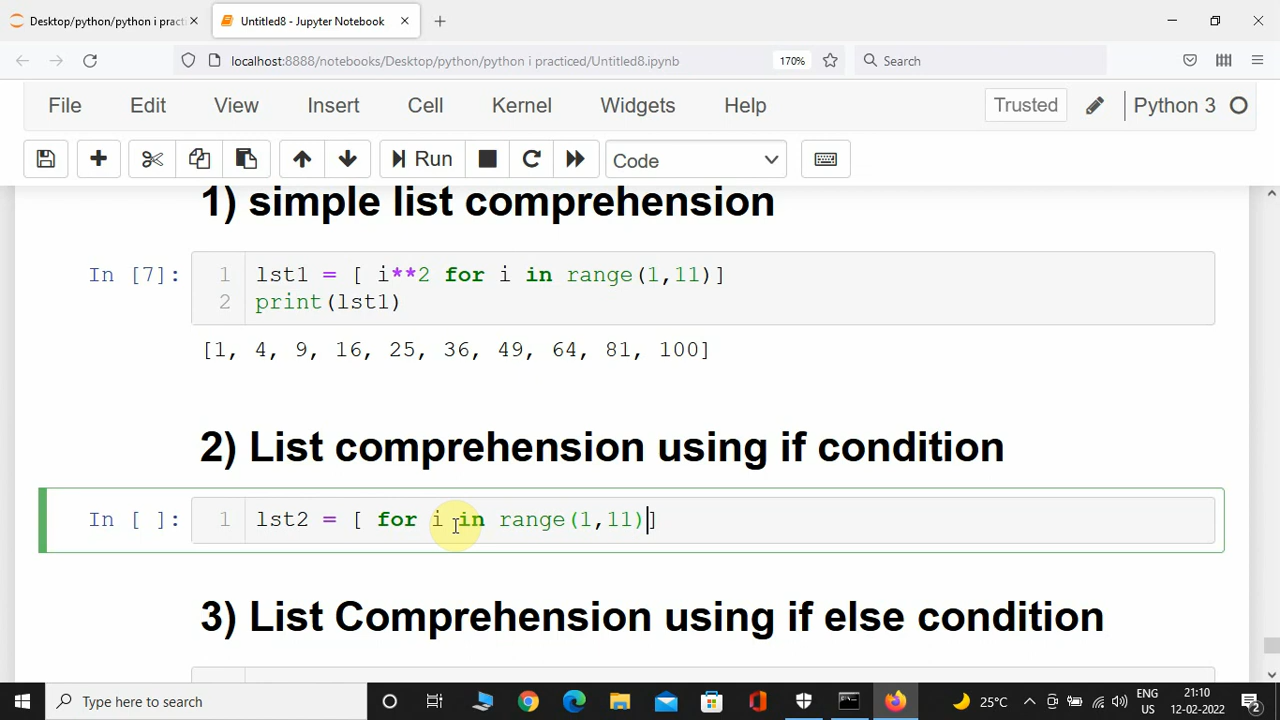 Desktop/python/python i pract
Untitled8 - Jupyter Notebook
localhost:8888/notebooks/Desktop/python/python i practiced/Untitled8.ipynb
170%
Search
File Edit View Insert Cell Kernel Widgets Help
Trusted
Python 3
Run
Code
1) simple list comprehension
In [7]:
1 lst1 = [ i**2 for i in range(1,11)]
2 print(lst1)
[1, 4, 9, 16, 25, 36, 49, 64, 81, 100]
2) List comprehension using if condition
In [ ]:
1 lst2 = [ for i in range(1,11)]
3) List Comprehension using if else condition
Type here to search
25°C
ENG
US
21:10
12-02-2022
2